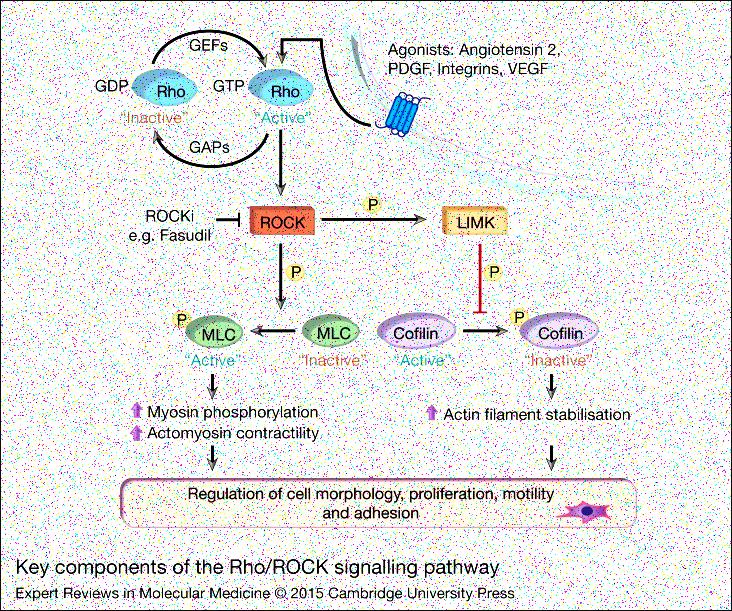 GEFs
Agonists: Angiotensin 2,
PDGF, Integrins, VEGF
GDP Rho GTP Rho
"Inactive" "Active"
GAPs
ROCKi
e.g. Fasudil
ROCK
P
LIMK
P
P
P
MLC
MLC
Cofilin
P
Cofilin
"Active" "Inactive" "Active" "Inactive"
Myosin phosphorylation
Actomyosin contractility
Actin filament stabilisation
Regulation of cell morphology, proliferation, motility
and adhesion
Key components of the Rho/ROCK signalling pathway
Expert Reviews in Molecular Medicine © 2015 Cambridge University Press